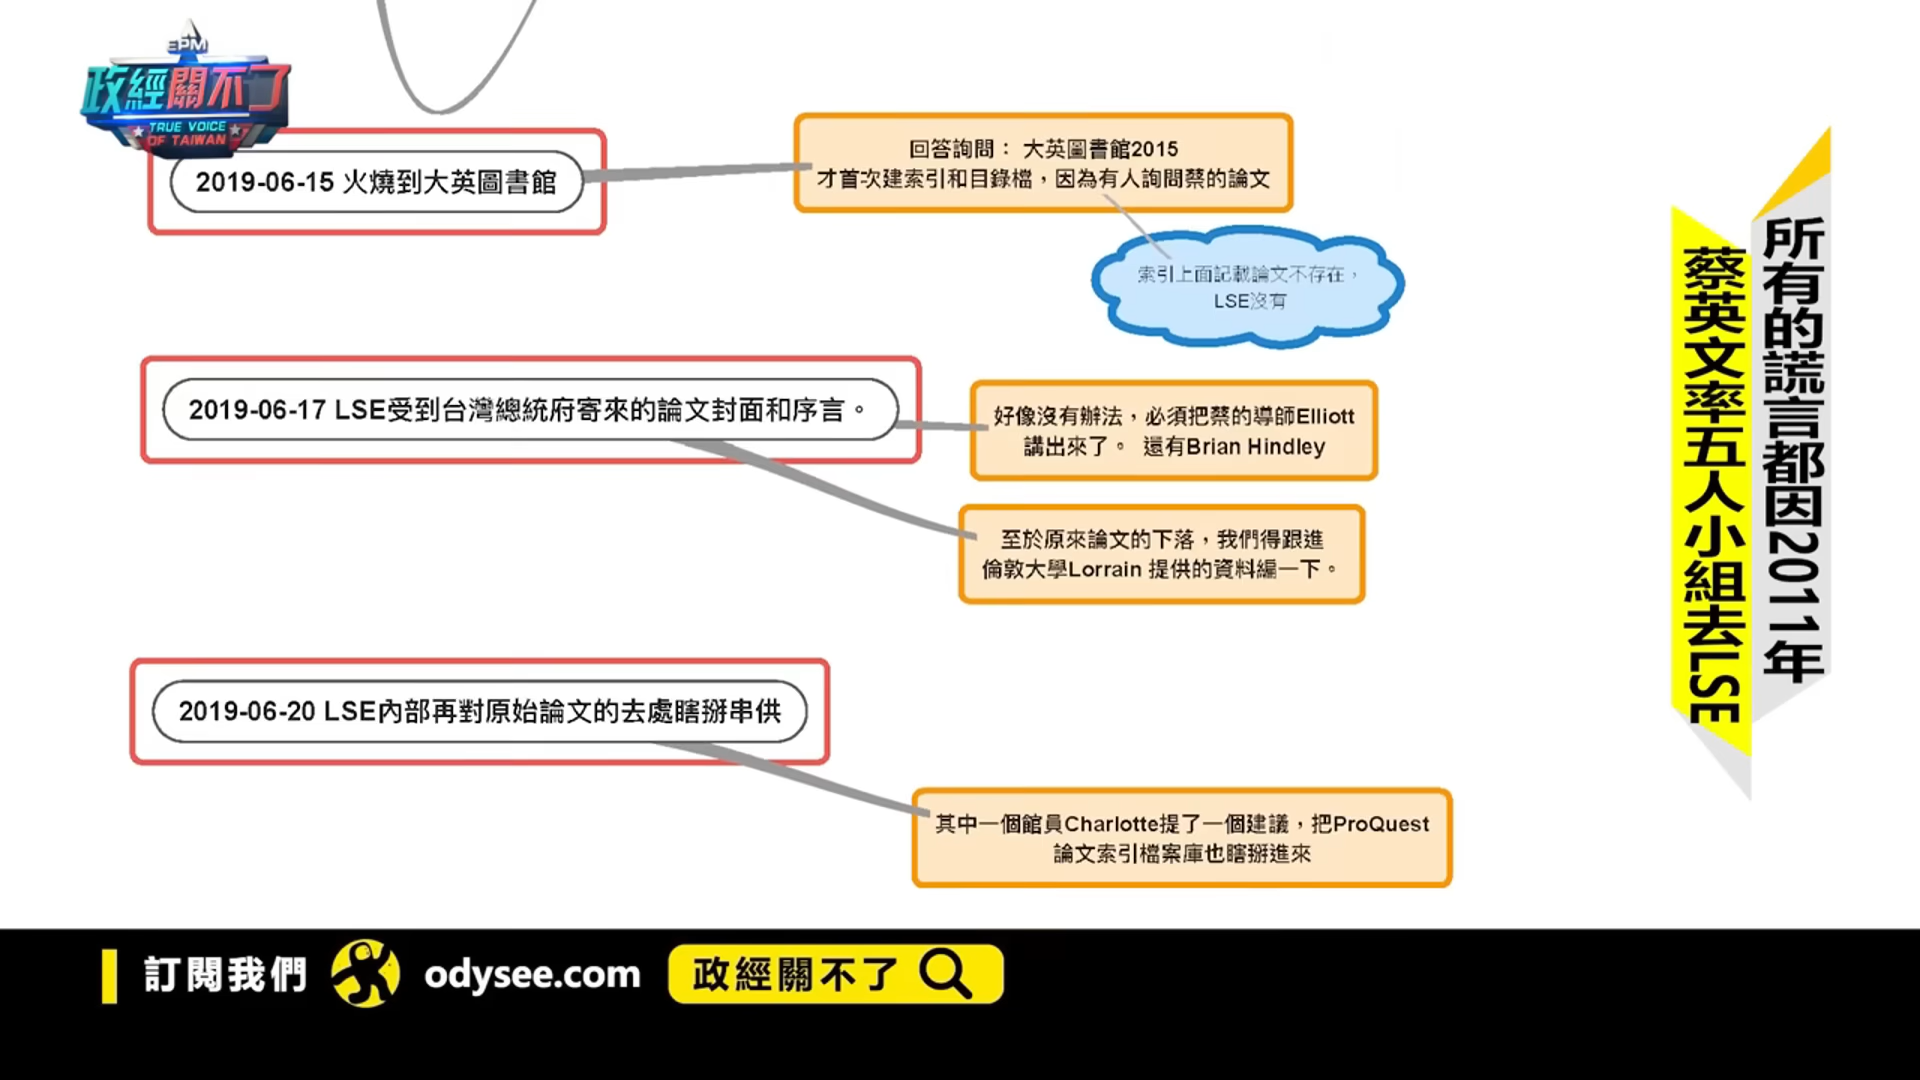 EPM
政經關不了
TRUE VOICE
OF TAIWAN
2019-06-15 火燒到大英圖書館
回答詢問： 大英圖書館2015
才首次建索引和目錄檔，因為有人詢問蔡的論文
索引上面記載論文不存在，
LSE沒有
2019-06-17 LSE受到台灣總統府寄來的論文封面和序言。
好像沒有辦法，必須把蔡的導師Elliott
講出來了。 還有Brian Hindley
至於原來論文的下落，我們得跟進
倫敦大學Lorrain 提供的資料編一下。
2019-06-20 LSE內部再對原始論文的去處瞎掰串供
其中一個館員Charlotte提了一個建議，把ProQuest
論文索引檔案庫也瞎掰進來
所有的謊言都因2011年
蔡英文率五人小組去LSE
訂閱我們
odysee.com
政經關不了